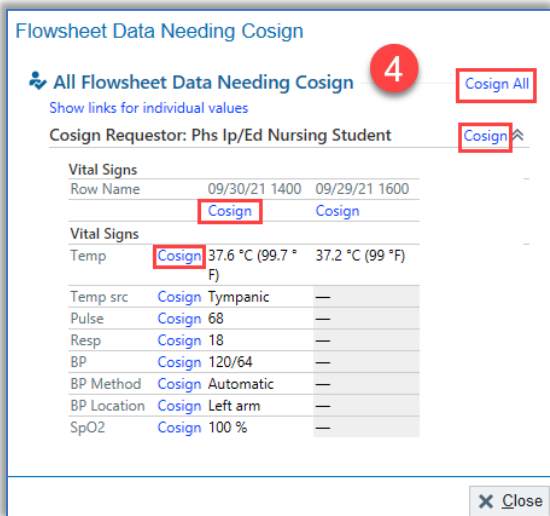 Flowsheet Data Needing Cosign
4
All Flowsheet Data Needing Cosign Cosign All
Show links for individual values
Cosign Requestor: Phs Ip/Ed Nursing Student Cosign
Vital Signs
Row Name 09/30/21 1400 09/29/21 1600
Cosign Cosign
Vital Signs
Temp Cosign 37.6 °C (99.7 ° 37.2 °C (99 °F)
F)
Temp src Cosign Tympanic —
Pulse Cosign 68 —
Resp Cosign 18 —
BP Cosign 120/64 —
BP Method Cosign Automatic —
BP Location Cosign Left arm —
SpO2 Cosign 100 % —
Close